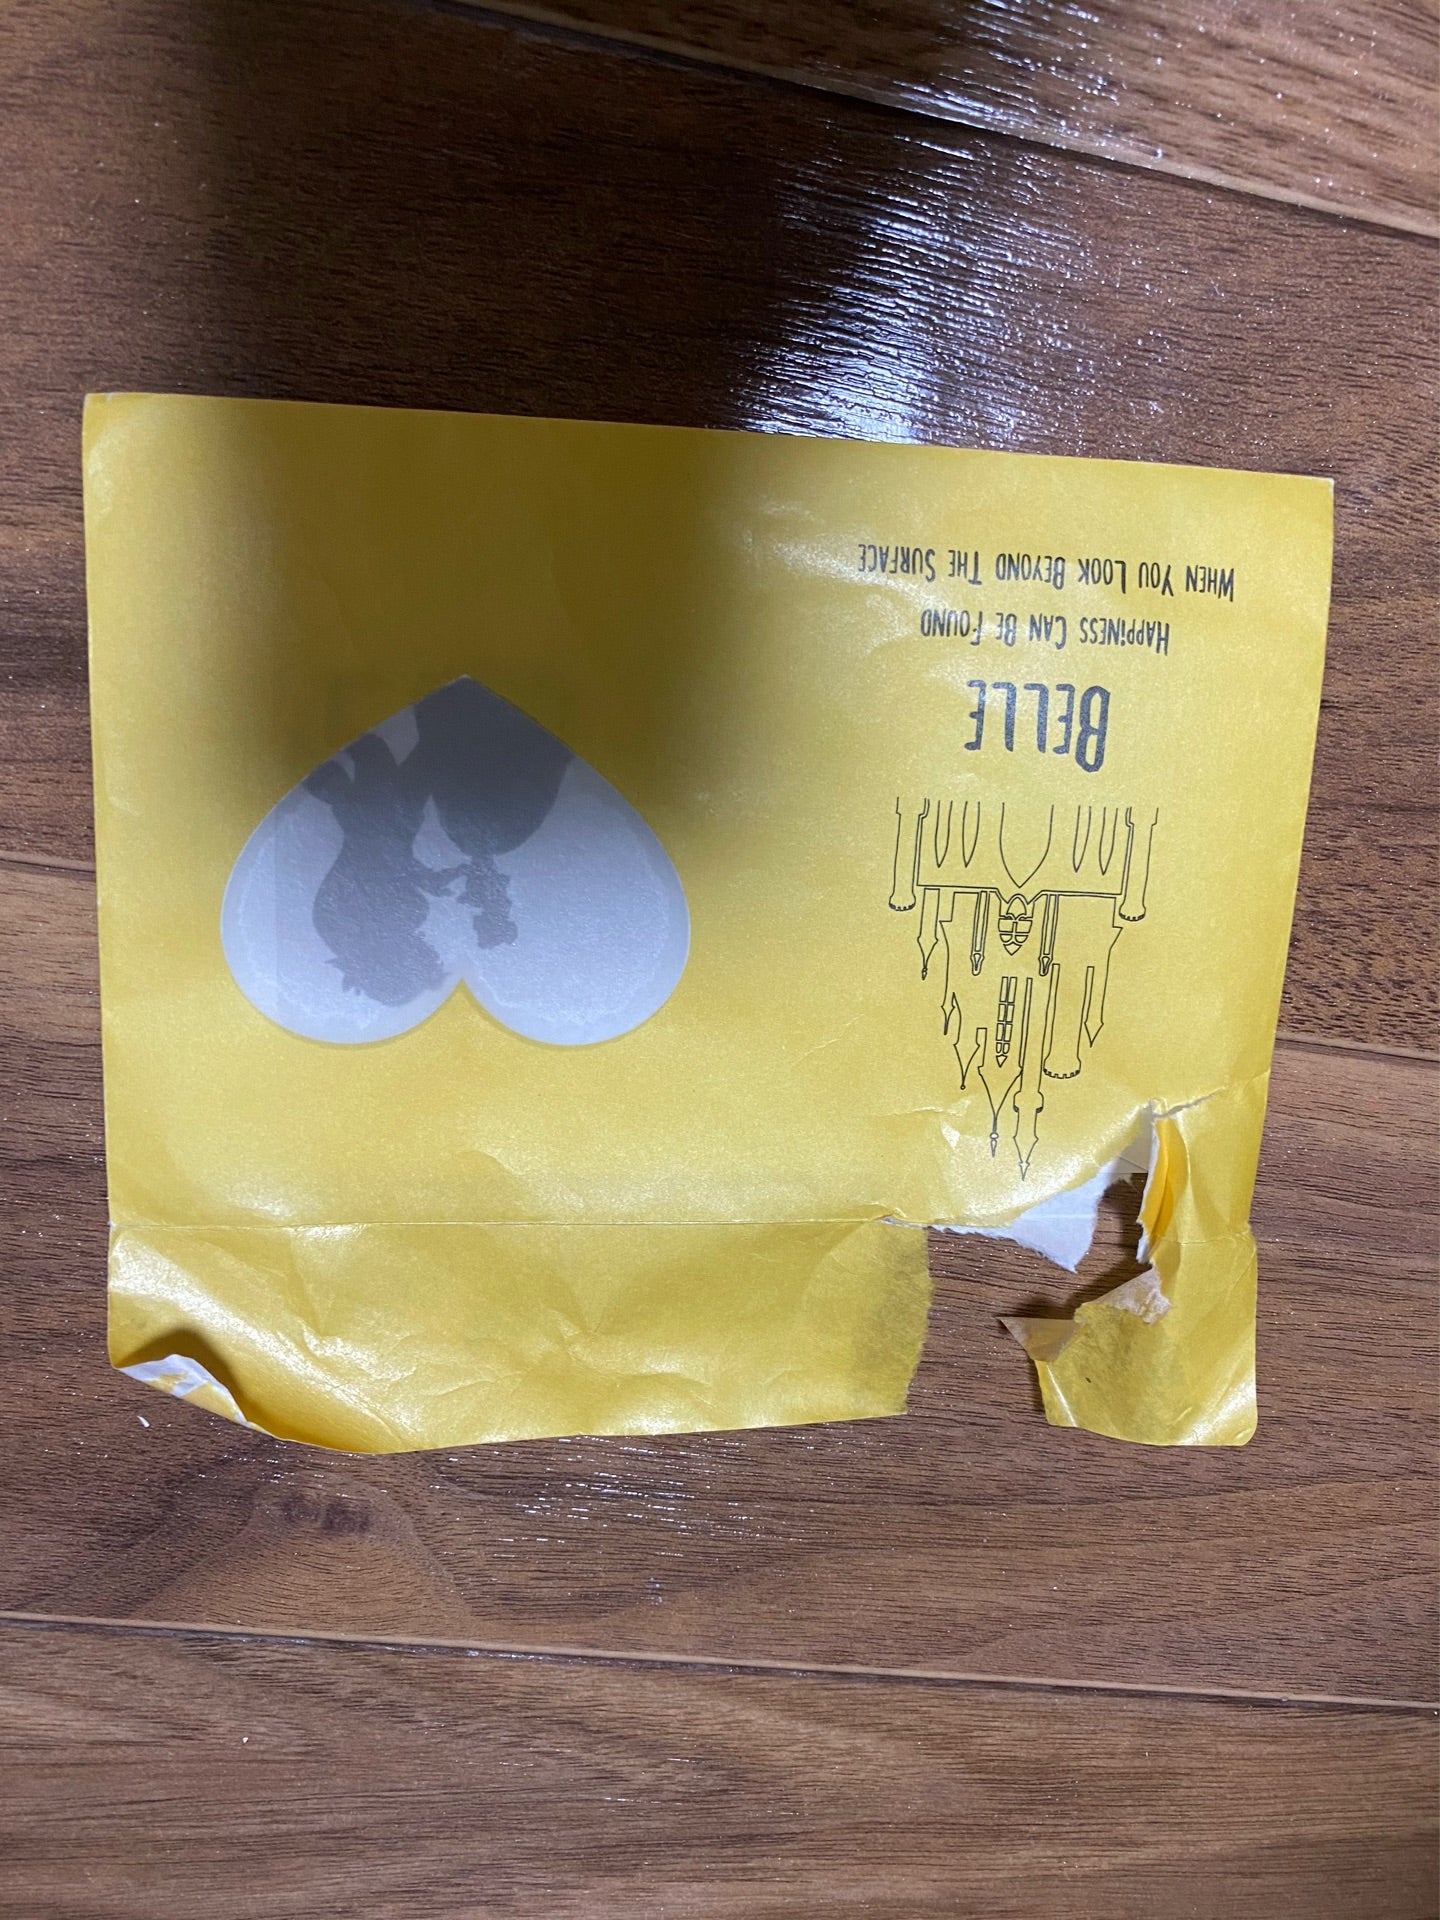 BELLE
HAPPINESS CAN BE FOUND
WHEN YOU LOOK BEYOND THE SURFACE